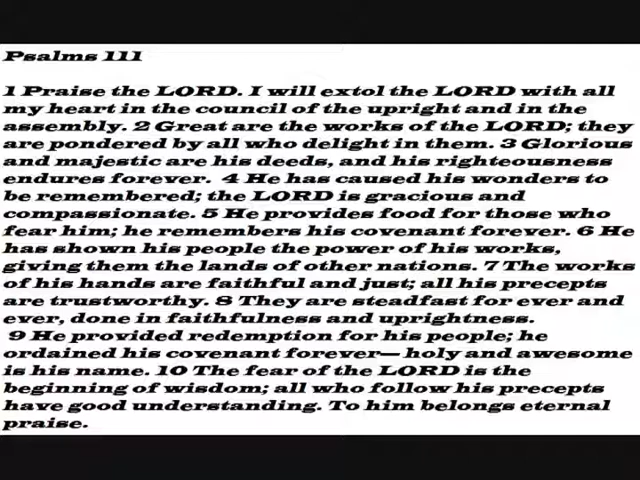 Psalms 111
1 Praise the LORD. I will extol the LORD with all
my heart in the council of the upright and in the
assembly. 2 Great are the works of the LORD; they
are pondered by all who delight in them. 3 Glorious
and majestic are his deeds, and his righteousness
endures forever. 4 He has caused his wonders to
be remembered; the LORD is gracious and
compassionate. 5 He provides food for those who
fear him; he remembers his covenant forever. 6 He
has shown his people the power of his works,
giving them the lands of other nations. 7 The works
of his hands are faithful and just; all his precepts
are trustworthy. 8 They are steadfast for ever and
ever, done in faithfulness and uprightness.
9 He provided redemption for his people; he
ordained his covenant forever— holy and awesome
is his name. 10 The fear of the LORD is the
beginning of wisdom; all who follow his precepts
have good understanding. To him belongs eternal
praise.